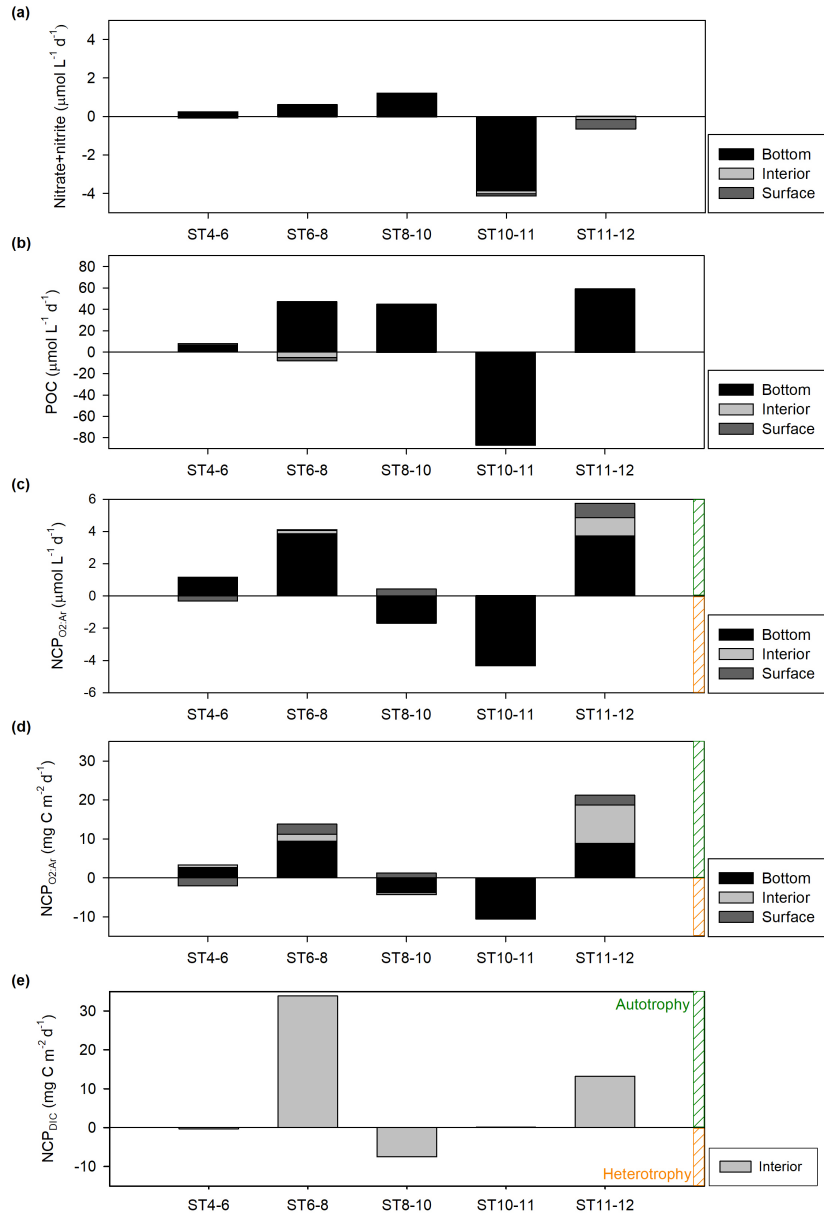 (a)
Nitrate+nitrite (µmol L⁻¹ d⁻¹)
4
2
0
-2
-4
ST4-6 ST6-8 ST8-10 ST10-11 ST11-12
Bottom
Interior
Surface
(b)
POC (µmol L⁻¹ d⁻¹)
80
60
40
20
0
-20
-40
-60
-80
ST4-6 ST6-8 ST8-10 ST10-11 ST11-12
Bottom
Interior
Surface
(c)
NCP_O2:Ar (µmol L⁻¹ d⁻¹)
6
4
2
0
-2
-4
-6
ST4-6 ST6-8 ST8-10 ST10-11 ST11-12
Bottom
Interior
Surface
(d)
NCP_O2:Ar (mg C m⁻² d⁻¹)
30
20
10
0
-10
ST4-6 ST6-8 ST8-10 ST10-11 ST11-12
Bottom
Interior
Surface
(e)
NCP_DIC (mg C m⁻² d⁻¹)
30
20
10
0
-10
Autotrophy
Heterotrophy
ST4-6 ST6-8 ST8-10 ST10-11 ST11-12
Interior